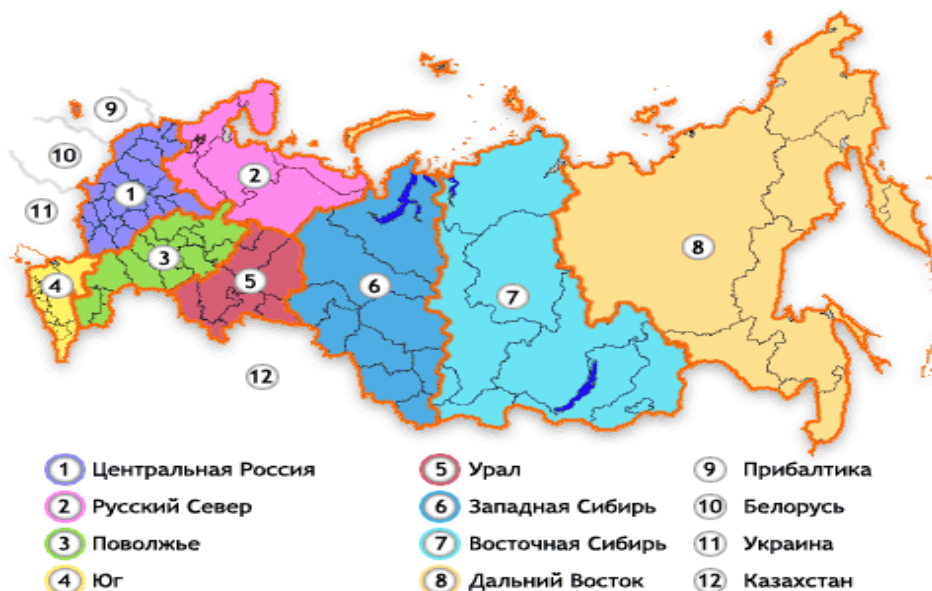 9
10
2
1
11
3
8
4
5
6
7
12
1 Центральная Россия
2 Русский Север
3 Поволжье
4 Юг
5 Урал
6 Западная Сибирь
7 Восточная Сибирь
8 Дальний Восток
9 Прибалтика
10 Белорусь
11 Украина
12 Казахстан